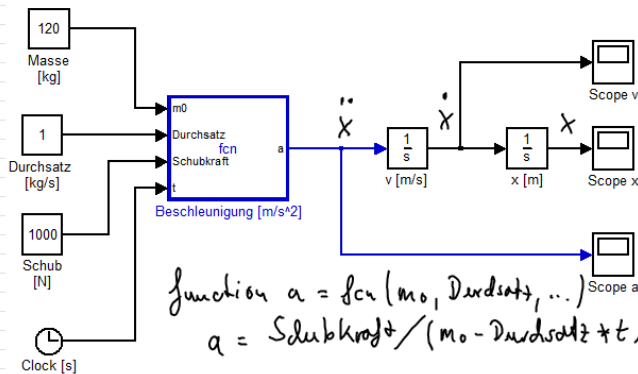 120
Masse
[kg]
1
Durchsatz
[kg/s]
1000
Schub
[N]
Clock [s]
m0
Durchsatz
Schubkraft
t
fcn
a
Beschleunigung [m/s^2]
ẍ
1
s
v [m/s]
ẋ
1
s
x [m]
x
Scope v
Scope x
Scope a
function a = fcn (m0, Durchsatz, ...)
a = Schubkraft / (m0 - Durchsatz * t)